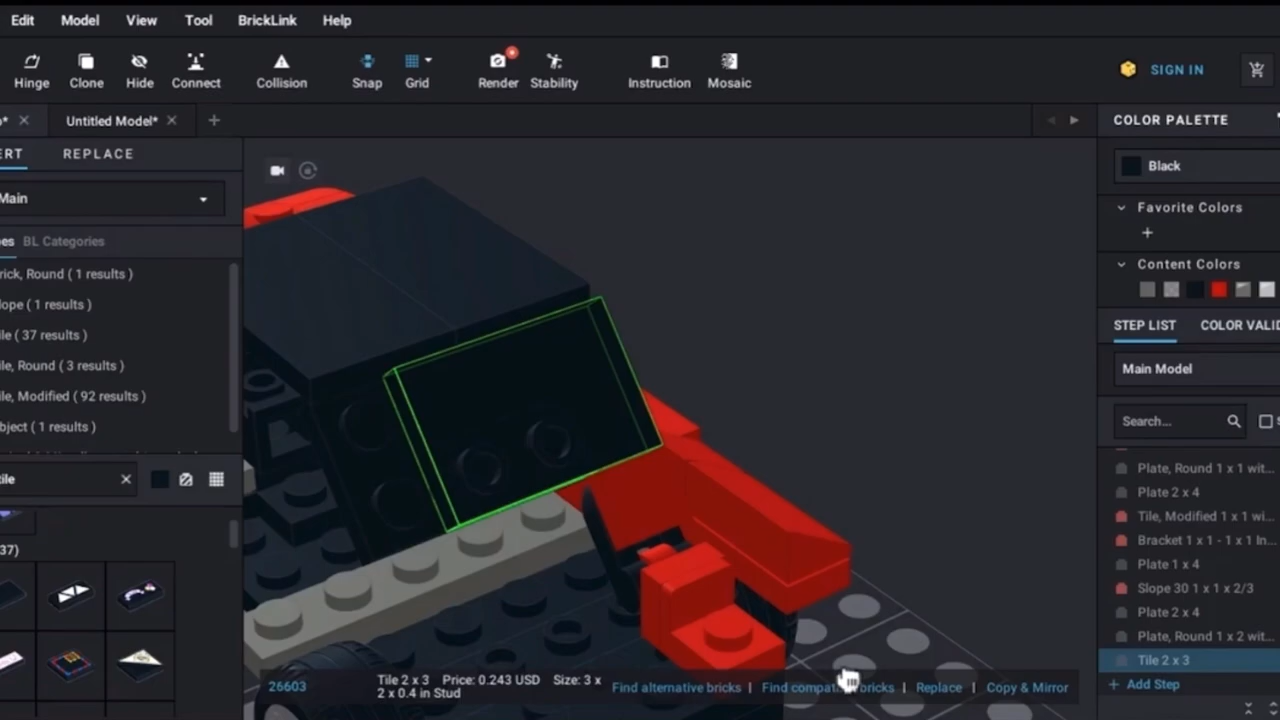 Edit Model View Tool BrickLink Help
Hinge Clone Hide Connect Collision Snap Grid Render Stability Instruction Mosaic SIGN IN
Untitled Model*
COLOR PALETTE
ERT REPLACE
Main
Black
Favorite Colors
es BL Categories
rick, Round ( 1 results )
lope ( 1 results )
ile ( 37 results )
ile, Round ( 3 results )
ile, Modified ( 92 results )
bject ( 1 results )
Content Colors
STEP LIST COLOR VALID
Main Model
Search...
tile
37)
Plate, Round 1 x 1 wit...
Plate 2 x 4
Tile, Modified 1 x 1 wi...
Bracket 1 x 1 - 1 x 1 In...
Plate 1 x 4
Slope 30 1 x 1 x 2/3
Plate 2 x 4
Plate, Round 1 x 2 wit...
Tile 2 x 3
+ Add Step
26603
Tile 2 x 3 Price: 0.243 USD Size: 3 x
2 x 0.4 in Stud
Find alternative bricks | Find compat bricks | Replace | Copy & Mirror